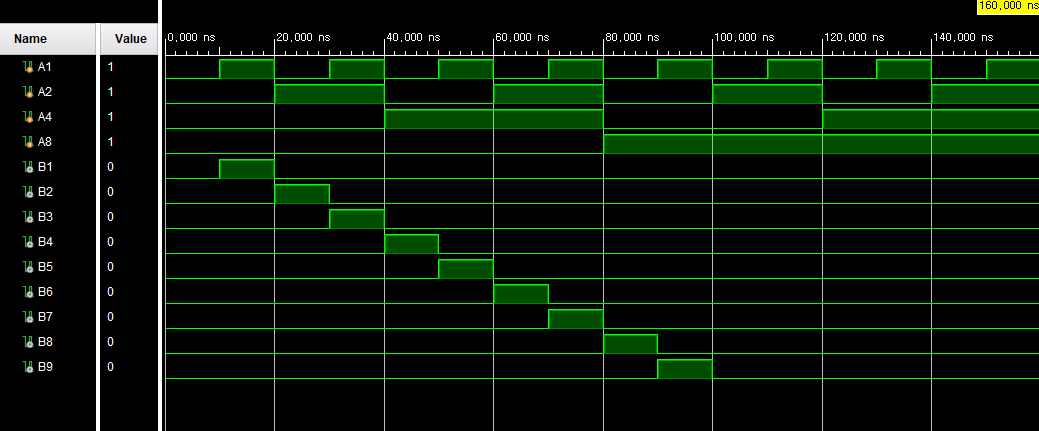 160,000 ns
Name Value 0,000 ns 20,000 ns 40,000 ns 60,000 ns 80,000 ns 100,000 ns 120,000 ns 140,000 ns
A1 1
A2 1
A4 1
A8 1
B1 0
B2 0
B3 0
B4 0
B5 0
B6 0
B7 0
B8 0
B9 0